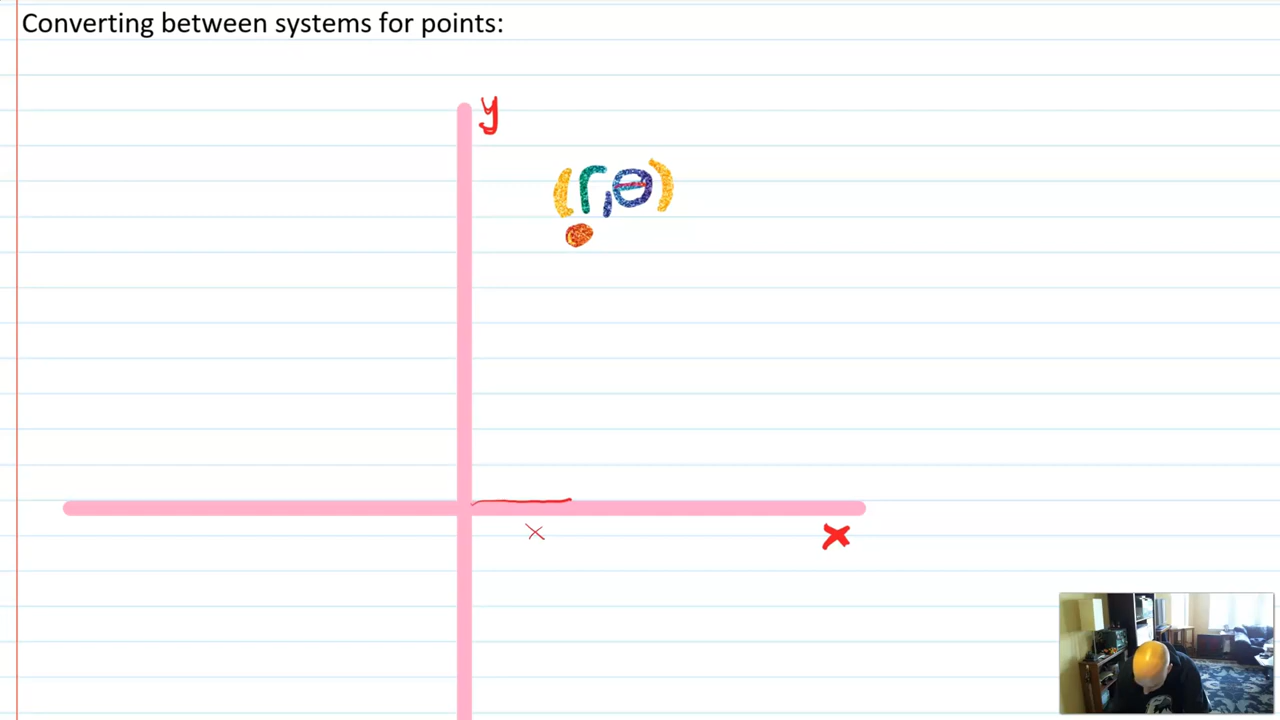 Converting between systems for points:
y
(r,θ)
x
x